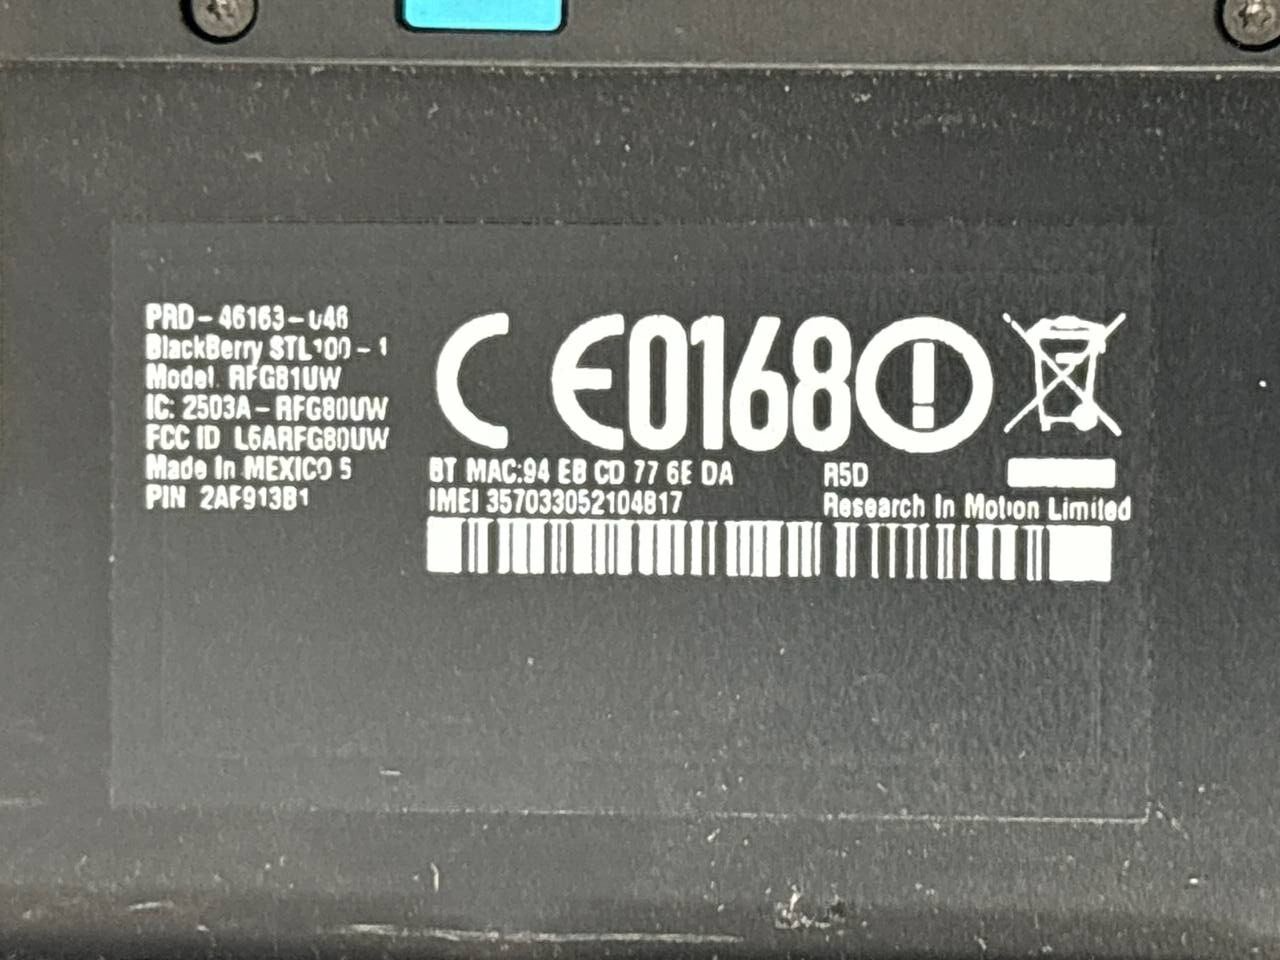 PRD-46163-046
BlackBerry STL100-1
Model RFG81UW
IC: 2503A-RFG80UW
FCC ID L6ARFG80UW
Made In MEXICO S
PIN 2AF913B1
CE0168
BT MAC:94 EB CD 77 6E DA
R5D
IMEI 357033052104817
Research In Motion Limited